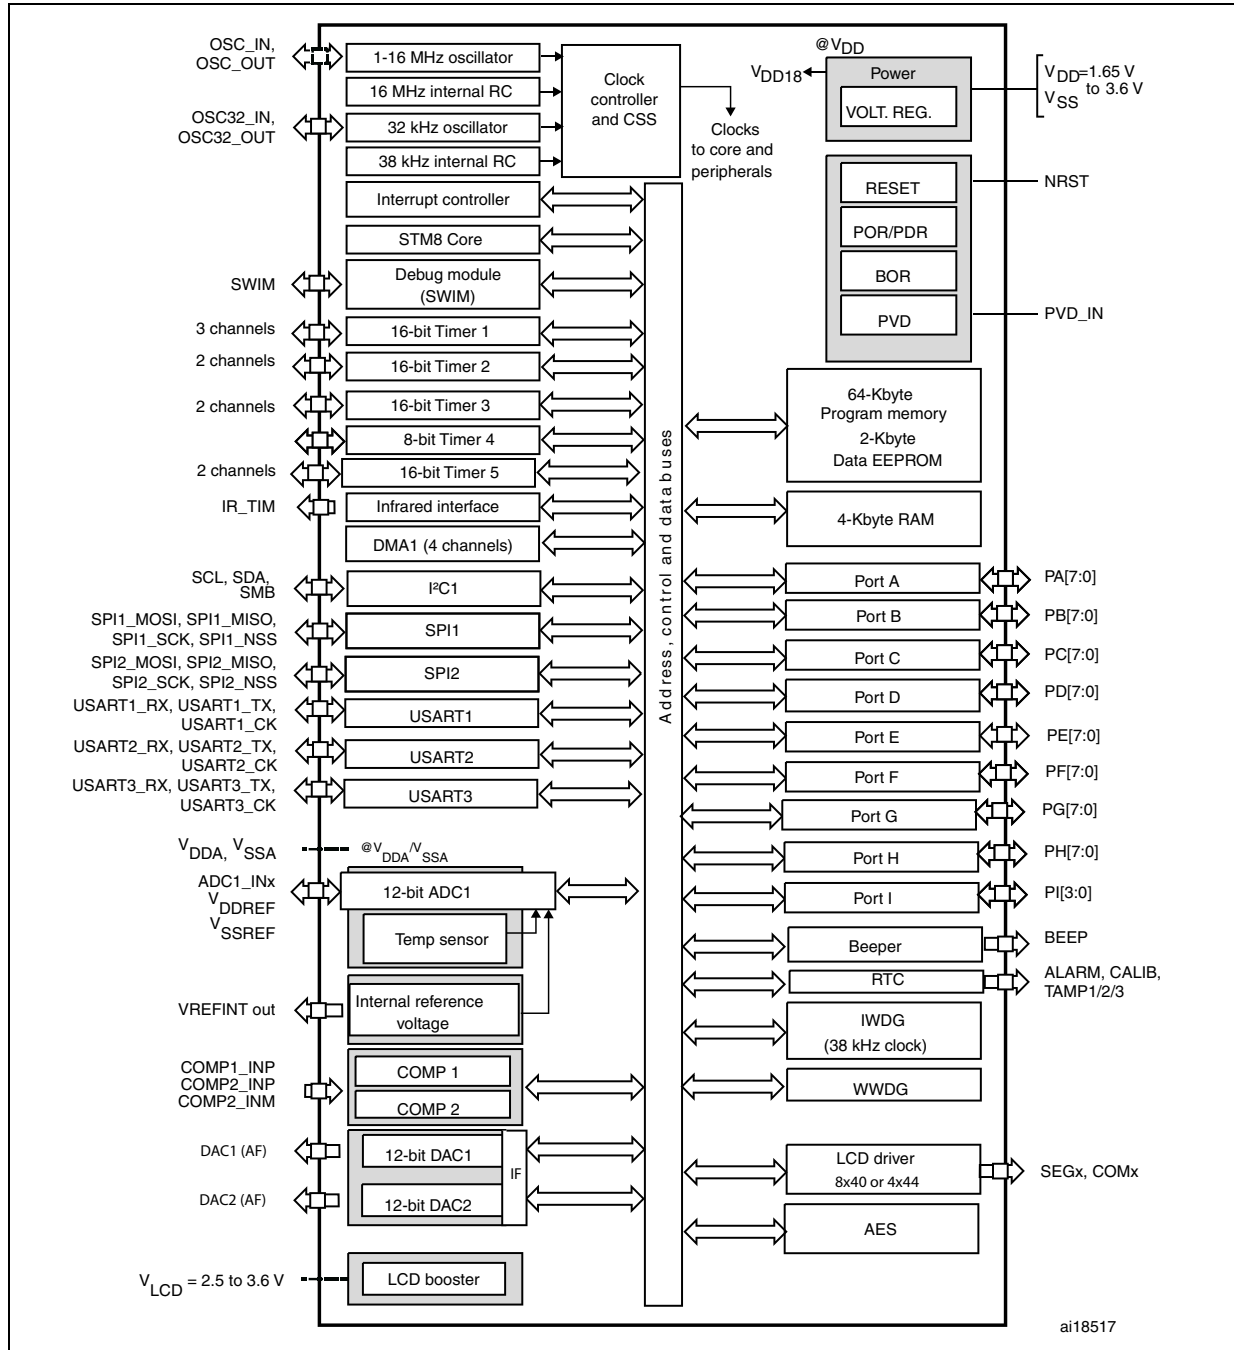 OSC_IN,
OSC_OUT
1-16 MHz oscillator
16 MHz internal RC
OSC32_IN,
OSC32_OUT
32 kHz oscillator
38 kHz internal RC
Clock
controller
and CSS
Clocks
to core and
peripherals
@VDD
VDD18
Power
VOLT. REG.
VDD=1.65 V
to 3.6 V
VSS
RESET
NRST
POR/PDR
BOR
PVD
PVD_IN
Interrupt controller
STM8 Core
SWIM
Debug module
(SWIM)
3 channels
16-bit Timer 1
2 channels
16-bit Timer 2
2 channels
16-bit Timer 3
8-bit Timer 4
2 channels
16-bit Timer 5
IR_TIM
Infrared interface
DMA1 (4 channels)
SCL, SDA,
SMB
I²C1
SPI1_MOSI, SPI1_MISO,
SPI1_SCK, SPI1_NSS
SPI1
SPI2_MOSI, SPI2_MISO,
SPI2_SCK, SPI2_NSS
SPI2
USART1_RX, USART1_TX,
USART1_CK
USART1
USART2_RX, USART2_TX,
USART2_CK
USART2
USART3_RX, USART3_TX,
USART3_CK
USART3
VDDA, VSSA
@VDDA/VSSA
ADC1_INx
VDDREF
VSSREF
12-bit ADC1
Temp sensor
VREFINT out
Internal reference
voltage
COMP1_INP
COMP2_INP
COMP2_INM
COMP 1
COMP 2
DAC1 (AF)
12-bit DAC1
IF
DAC2 (AF)
12-bit DAC2
VLCD = 2.5 to 3.6 V
LCD booster
Address, control and data buses
64-Kbyte
Program memory
2-Kbyte
Data EEPROM
4-Kbyte RAM
Port A
PA[7:0]
Port B
PB[7:0]
Port C
PC[7:0]
Port D
PD[7:0]
Port E
PE[7:0]
Port F
PF[7:0]
Port G
PG[7:0]
Port H
PH[7:0]
Port I
PI[3:0]
Beeper
BEEP
RTC
ALARM, CALIB,
TAMP1/2/3
IWDG
(38 kHz clock)
WWDG
LCD driver
8x40 or 4x44
SEGx, COMx
AES
ai18517